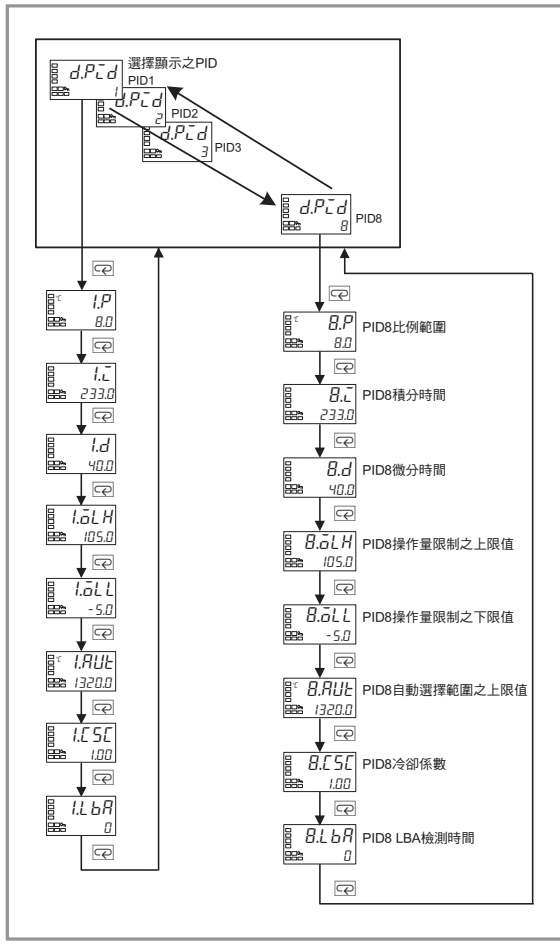 d.Pid
選擇顯示之PID
1
PID1
d.Pid
2
PID2
d.Pid
3
PID3
d.Pid
8
PID8
℃
1.P
8.0
1.i
233.0
1.d
40.0
1.oLH
105.0
1.oLL
-5.0
℃
1.AUt
1320.0
1.CSC
1.00
1.LbA
0
℃
8.P
8.0
PID8比例範圍
8.i
233.0
PID8積分時間
8.d
40.0
PID8微分時間
8.oLH
105.0
PID8操作量限制之上限值
8.oLL
-5.0
PID8操作量限制之下限值
℃
8.AUt
1320.0
PID8自動選擇範圍之上限值
8.CSC
1.00
PID8冷卻係數
8.LbA
0
PID8 LBA檢測時間